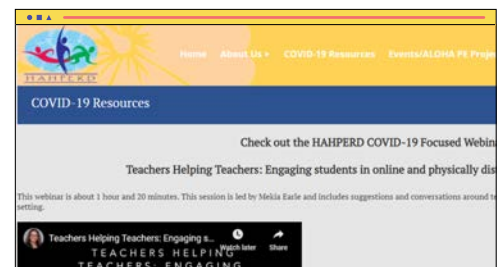 HAHPERD
Home About Us COVID-19 Resources Events/ALOHA PE Proje
COVID-19 Resources
Check out the HAHPERD COVID-19 Focused Webin
Teachers Helping Teachers: Engaging students in online and physically dis
This webinar is about 1 hour and 20 minutes. This session is led by Mekia Earle and includes suggestions and conversations around te
setting.
Teachers Helping Teachers: Engaging s...
Watch later Share
TEACHERS HELPING
TEACHERS: ENGAGING